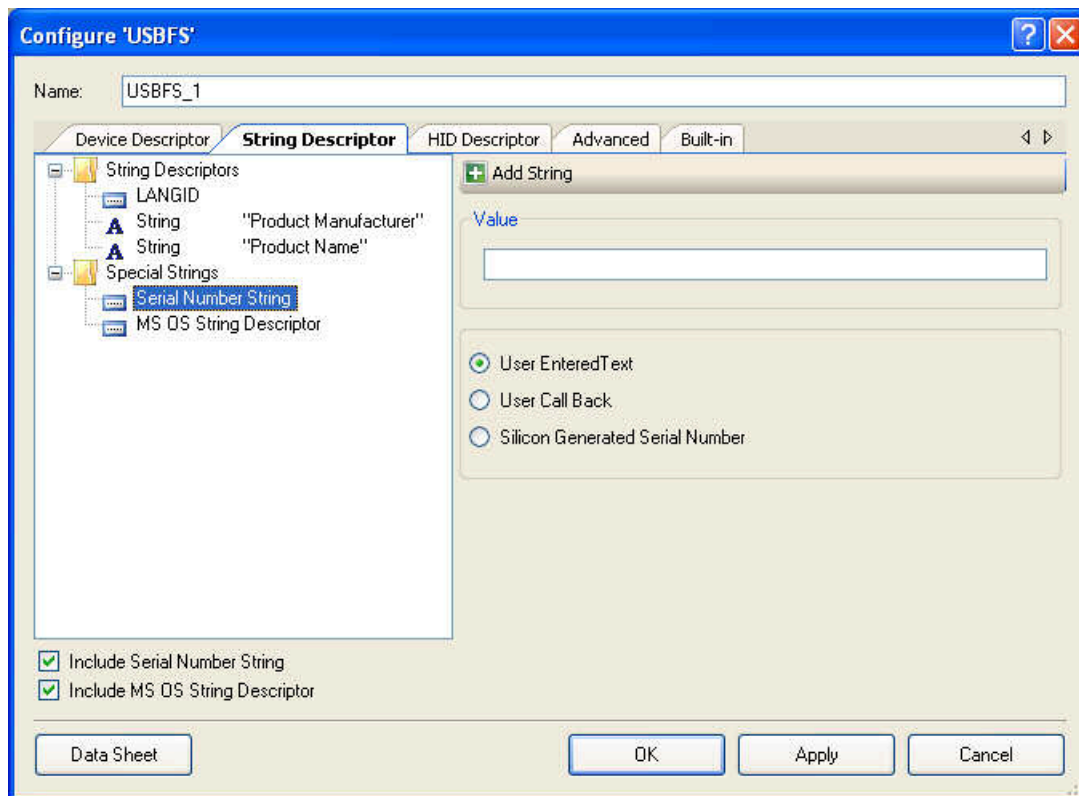 Configure 'USBFS'
Name: USBFS_1
Device Descriptor String Descriptor HID Descriptor Advanced Built-in
String Descriptors
LANGID
String "Product Manufacturer"
String "Product Name"
Special Strings
Serial Number String
MS OS String Descriptor
Add String
Value
User EnteredText
User Call Back
Silicon Generated Serial Number
Include Serial Number String
Include MS OS String Descriptor
Data Sheet OK Apply Cancel